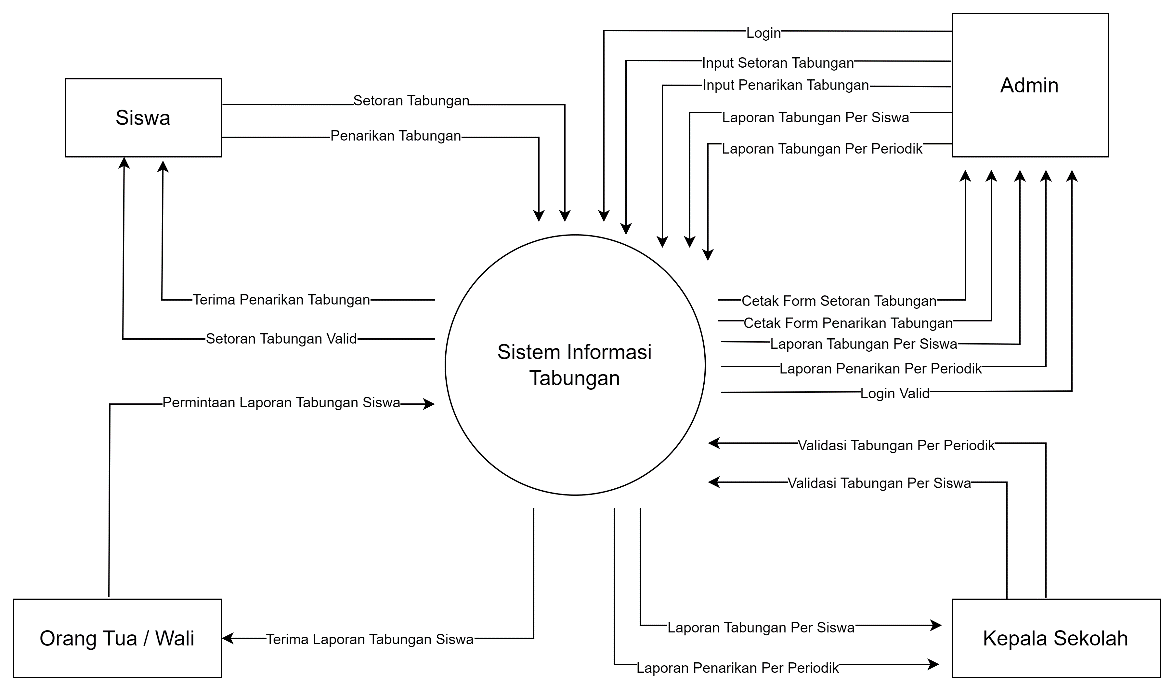 Login
Input Setoran Tabungan
Admin
Input Penarikan Tabungan
Setoran Tabungan
Siswa
Laporan Tabungan Per Siswa
Penarikan Tabungan
Laporan Tabungan Per Periodik
Terima Penarikan Tabungan
Cetak Form Setoran Tabungan
Cetak Form Penarikan Tabungan
Setoran Tabungan Valid
Laporan Tabungan Per Siswa
Sistem Informasi
Tabungan
Laporan Penarikan Per Periodik
Login Valid
Permintaan Laporan Tabungan Siswa
Validasi Tabungan Per Periodik
Validasi Tabungan Per Siswa
Laporan Tabungan Per Siswa
Orang Tua / Wali
Terima Laporan Tabungan Siswa
Kepala Sekolah
Laporan Penarikan Per Periodik